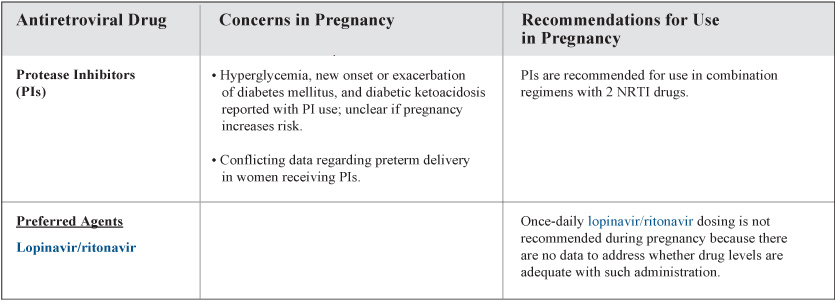 Antiretroviral Drug
Concerns in Pregnancy
Recommendations for Use
in Pregnancy
Protease Inhibitors
(PIs)
• Hyperglycemia, new onset or exacerbation
of diabetes mellitus, and diabetic ketoacidosis
reported with PI use; unclear if pregnancy
increases risk.
• Conflicting data regarding preterm delivery
in women receiving PIs.
PIs are recommended for use in combination
regimens with 2 NRTI drugs.
Preferred Agents
Lopinavir/ritonavir
Once-daily lopinavir/ritonavir dosing is not
recommended during pregnancy because there
are no data to address whether drug levels are
adequate with such administration.